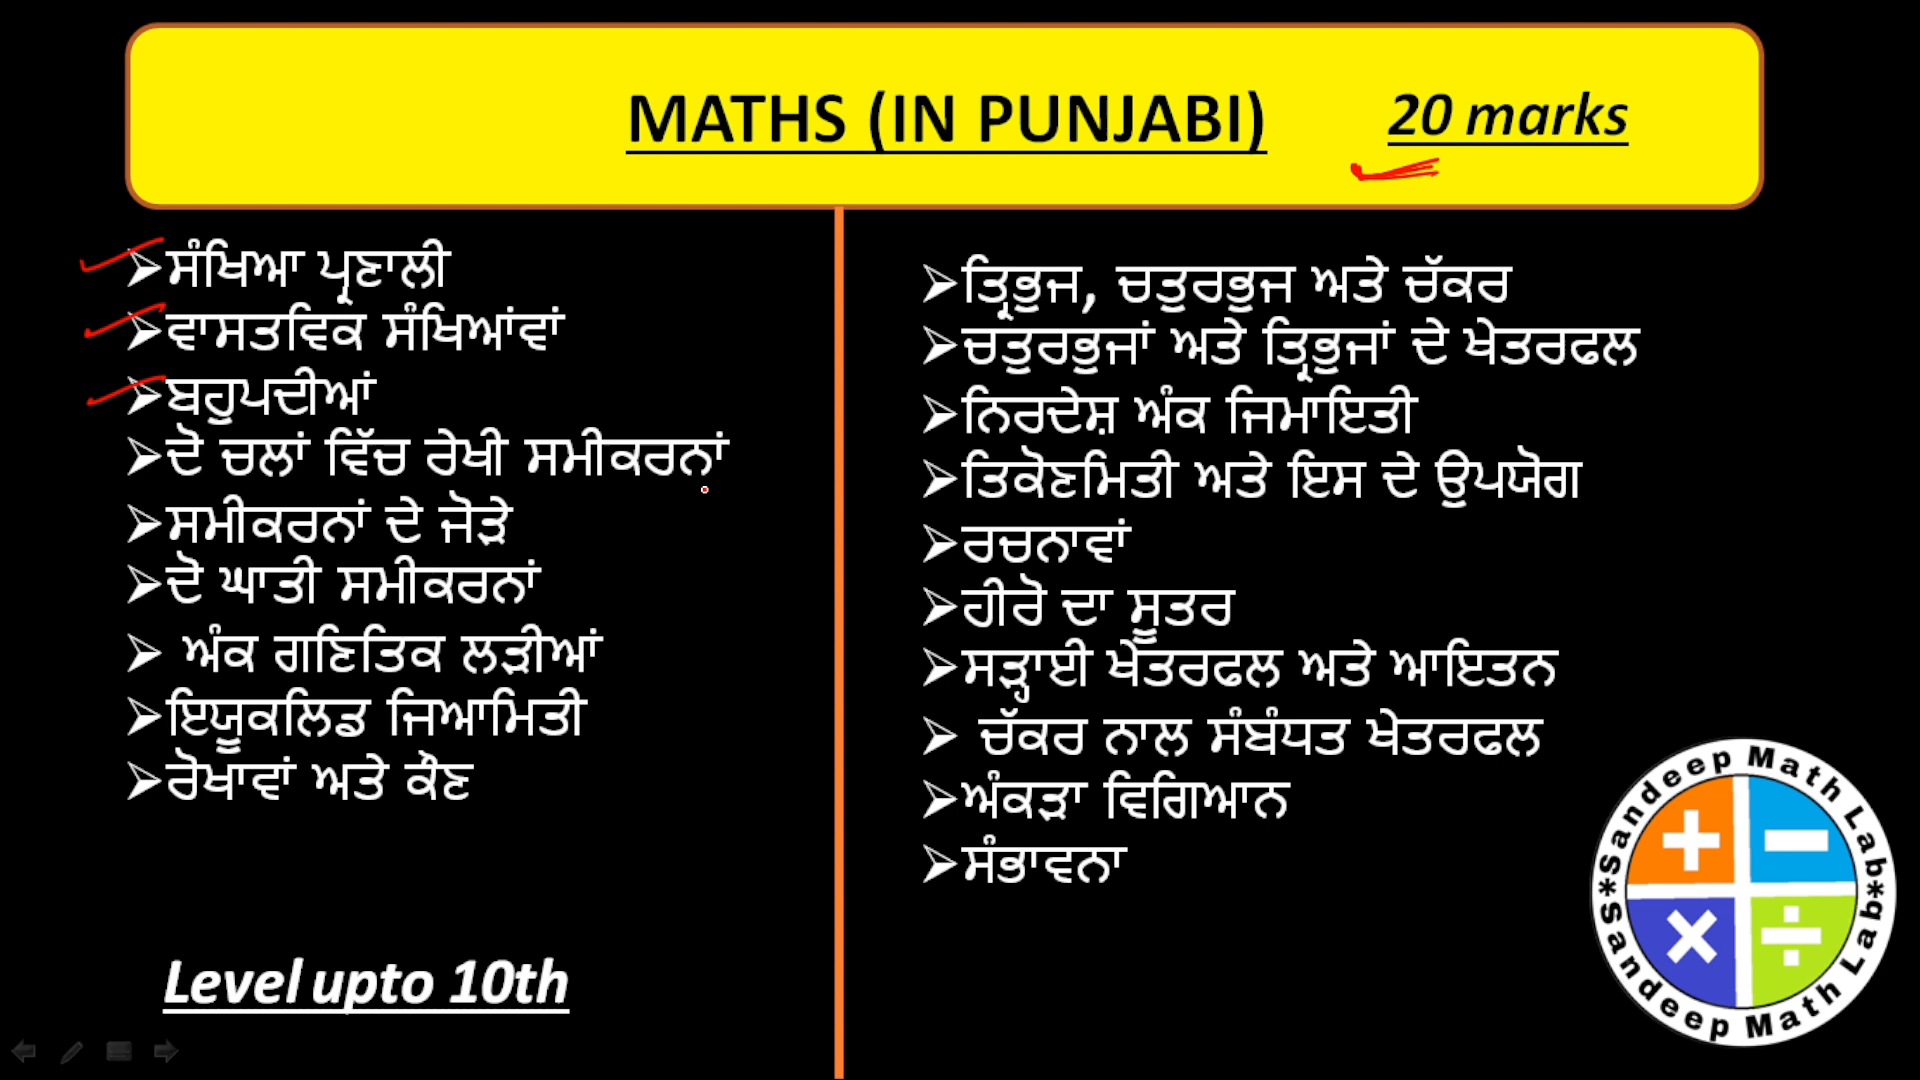 MATHS (IN PUNJABI)
20 marks
ਸੰਖਿਆ ਪ੍ਰਣਾਲੀ
ਵਾਸਤਵਿਕ ਸੰਖਿਆਂਵਾਂ
ਬਹੁਪਦੀਆਂ
ਦੋ ਚਲਾਂ ਵਿੱਚ ਰੇਖੀ ਸਮੀਕਰਨਾਂ
ਸਮੀਕਰਨਾਂ ਦੇ ਜੋੜੇ
ਦੋ ਘਾਤੀ ਸਮੀਕਰਨਾਂ
ਅੰਕ ਗਣਿਤਿਕ ਲੜੀਆਂ
ਇਯੂਕਲਿਡ ਜਿਆਮਿਤੀ
ਰੋਖਾਵਾਂ ਅਤੇ ਕੌਣ
Level upto 10th
ਤ੍ਰਿਭੁਜ, ਚਤੁਰਭੁਜ ਅਤੇ ਚੱਕਰ
ਚਤੁਰਭੁਜਾਂ ਅਤੇ ਤ੍ਰਿਭੁਜਾਂ ਦੇ ਖੇਤਰਫਲ
ਨਿਰਦੇਸ਼ ਅੰਕ ਜਿਮਾਇਤੀ
ਤਿਕੋਣਮਿਤੀ ਅਤੇ ਇਸ ਦੇ ਉਪਯੋਗ
ਰਚਨਾਵਾਂ
ਹੀਰੋ ਦਾ ਸੂਤਰ
ਸੜ੍ਹਾਈ ਖੇਤਰਫਲ ਅਤੇ ਆਇਤਨ
ਚੱਕਰ ਨਾਲ ਸੰਬੰਧਤ ਖੇਤਰਫਲ
ਅੰਕੜਾ ਵਿਗਿਆਨ
ਸੰਭਾਵਨਾ
*Sandeep Math Lab*
Sandeep Math Lab